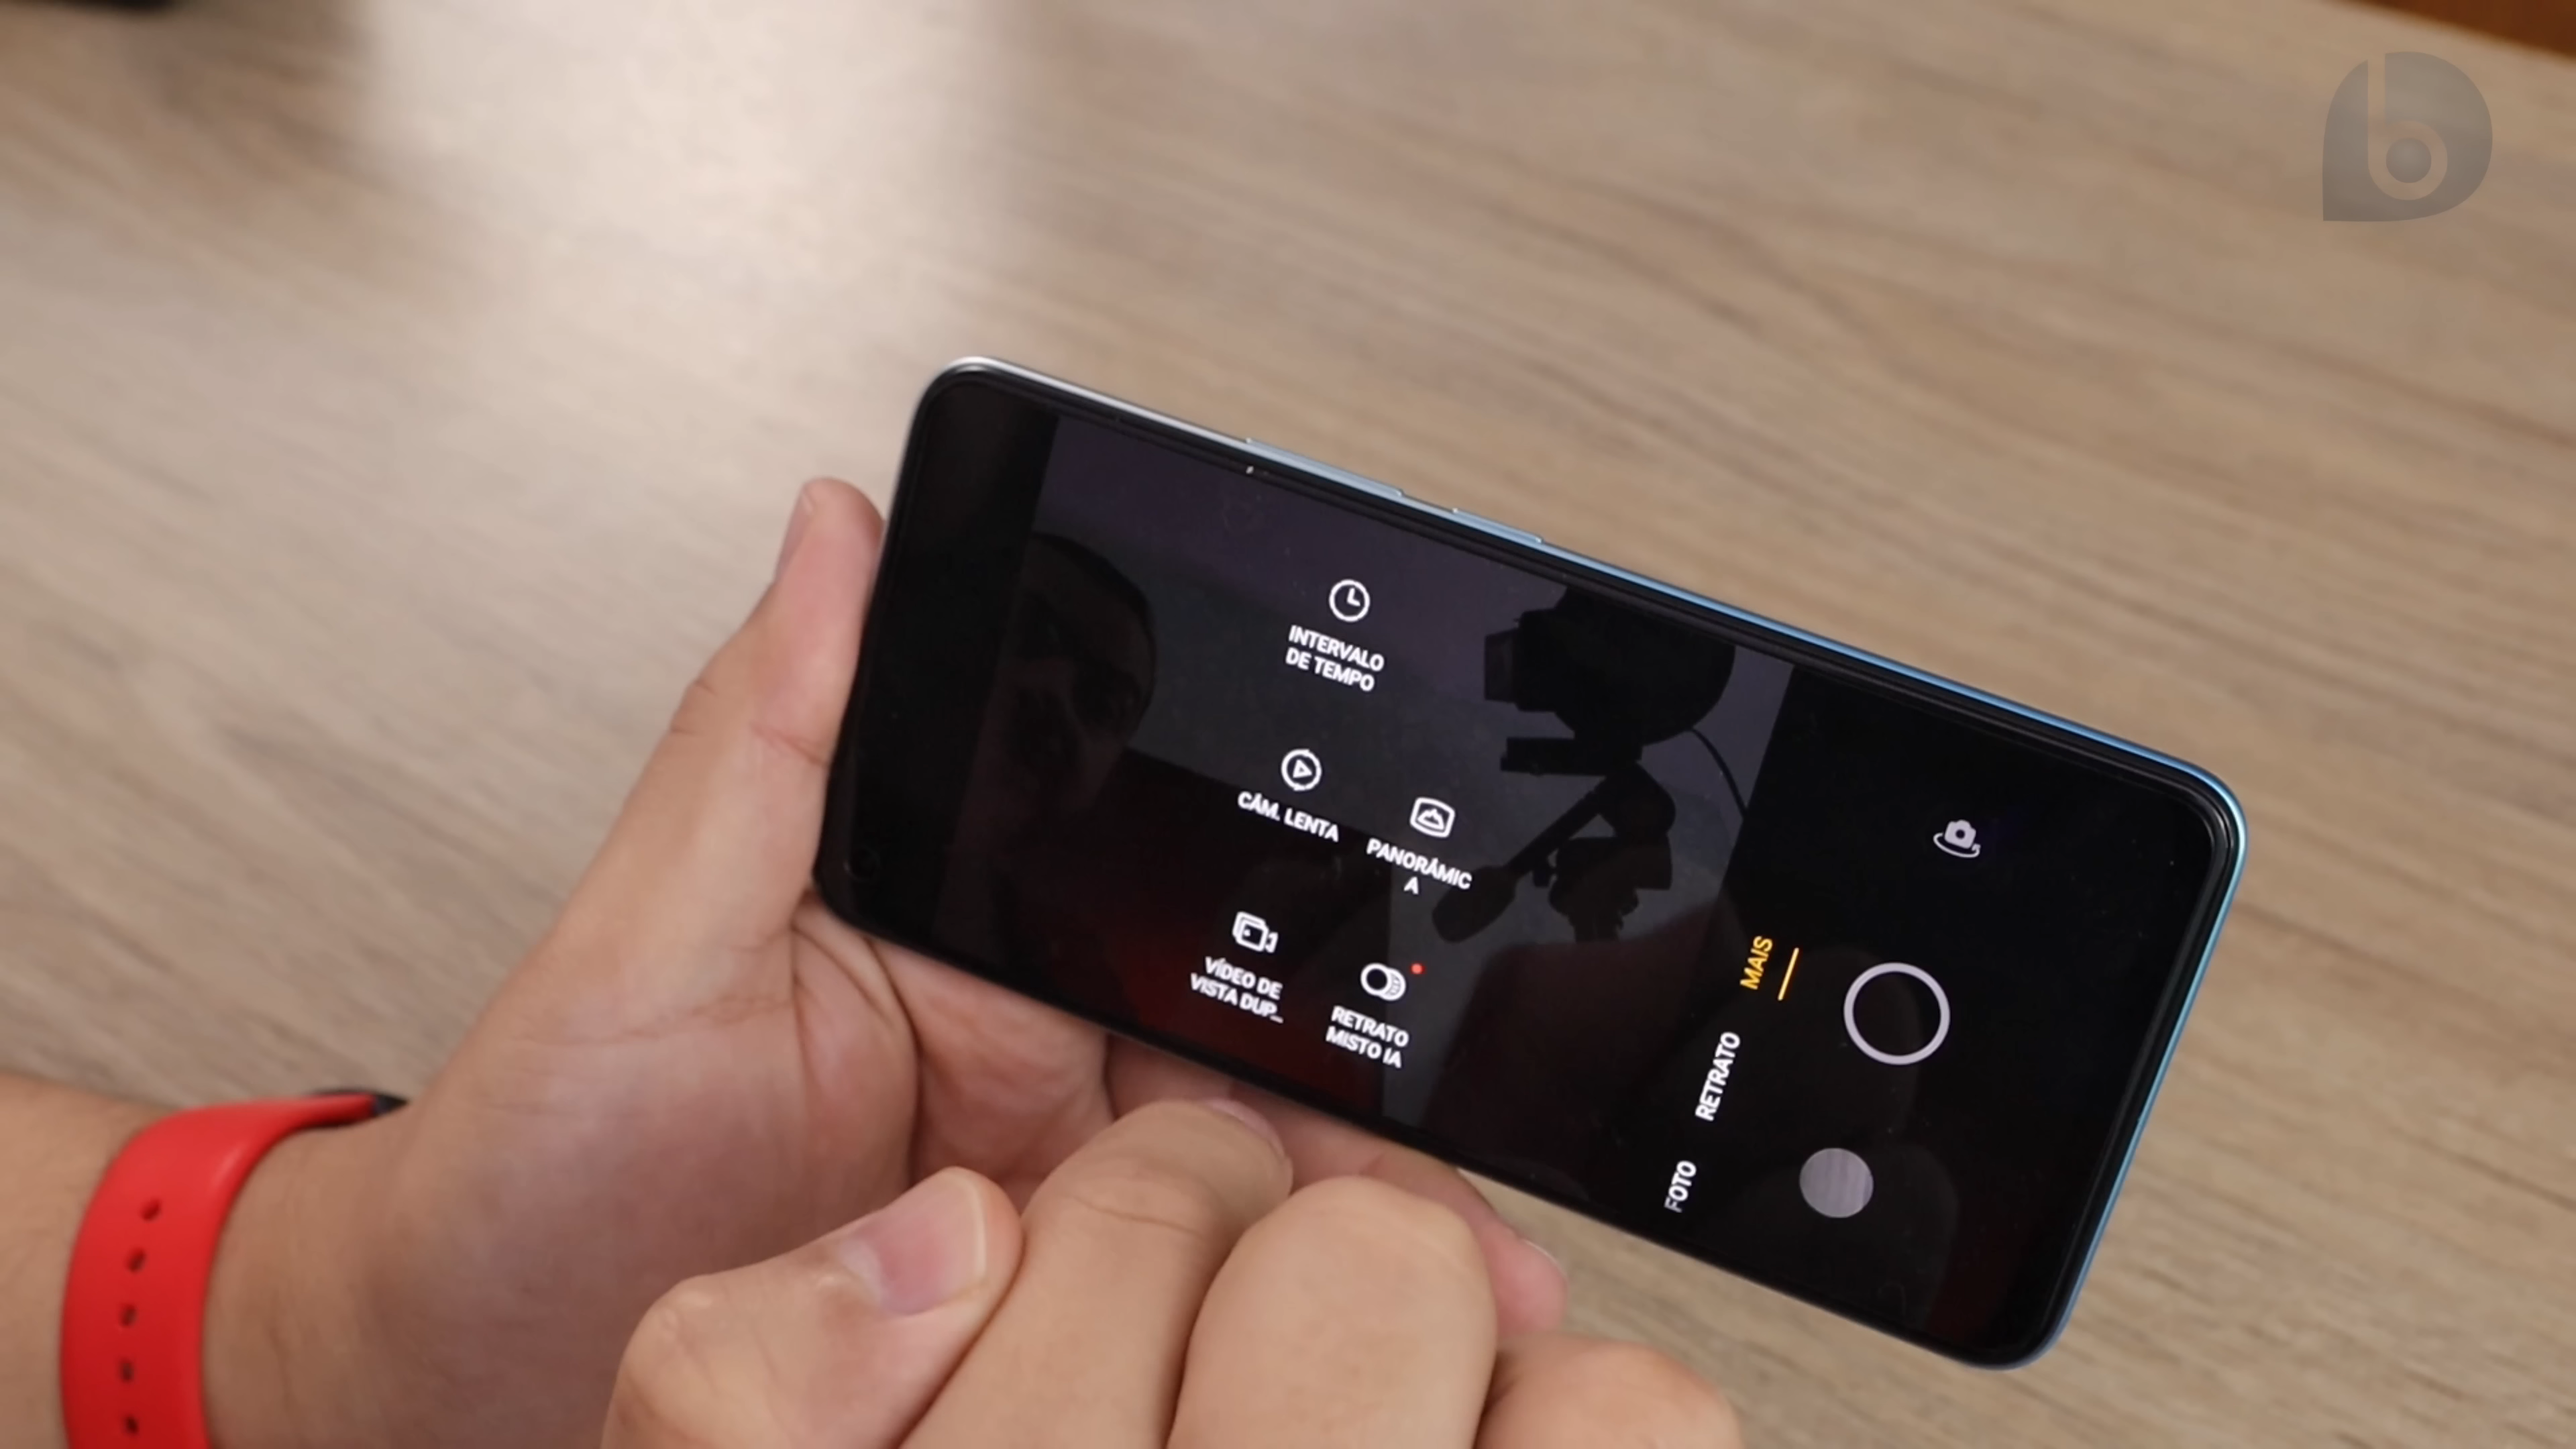 INTERVALO
DE TEMPO
CÂM. LENTA
PANORÂMIC
A
VÍDEO DE
VISTA DUP...
RETRATO
MISTO IA
MAIS
RETRATO
FOTO